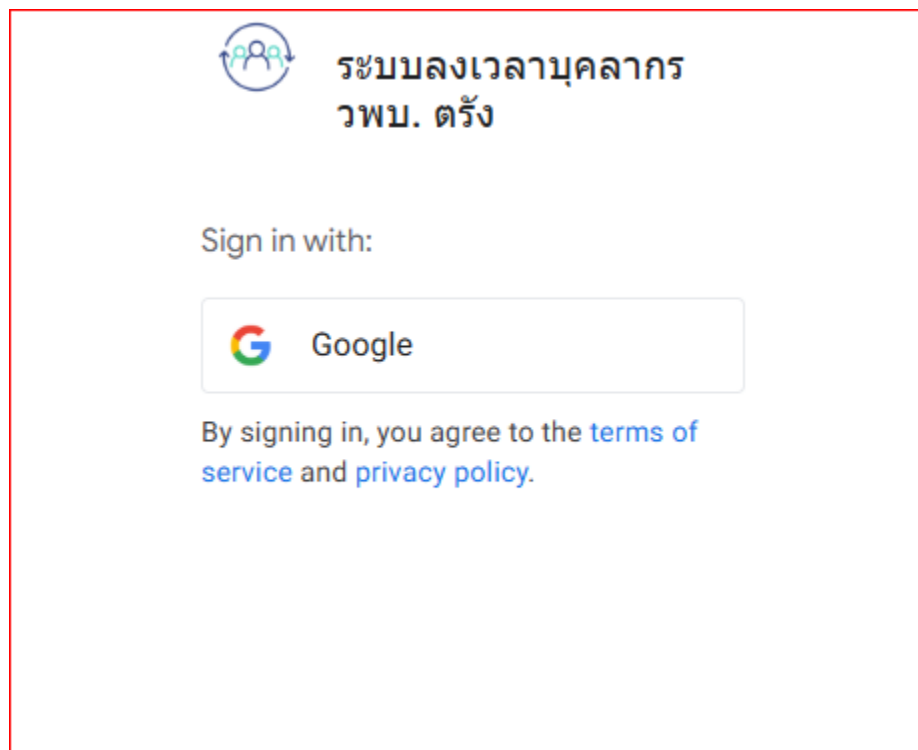 ระบบลงเวลาบุคลากร
วพบ. ตรัง
Sign in with:
Google
By signing in, you agree to the terms of
service and privacy policy.